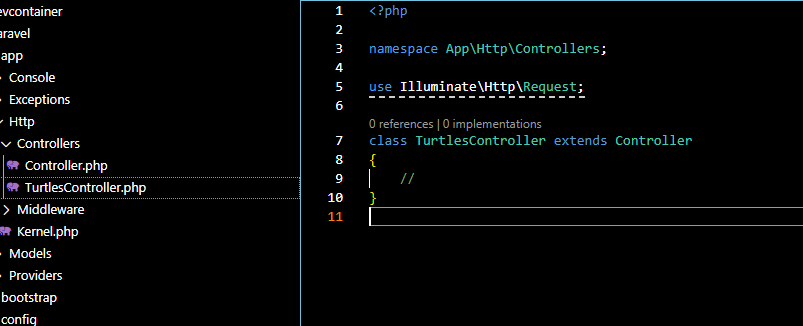 evcontainer
aravel
app
Console
Exceptions
Http
Controllers
Controller.php
TurtlesController.php
Middleware
Kernel.php
Models
Providers
bootstrap
config
1 <?php
2
3 namespace App\Http\Controllers;
4
5 use Illuminate\Http\Request;
6
0 references | 0 implementations
7 class TurtlesController extends Controller
8 {
9 //
10 }
11